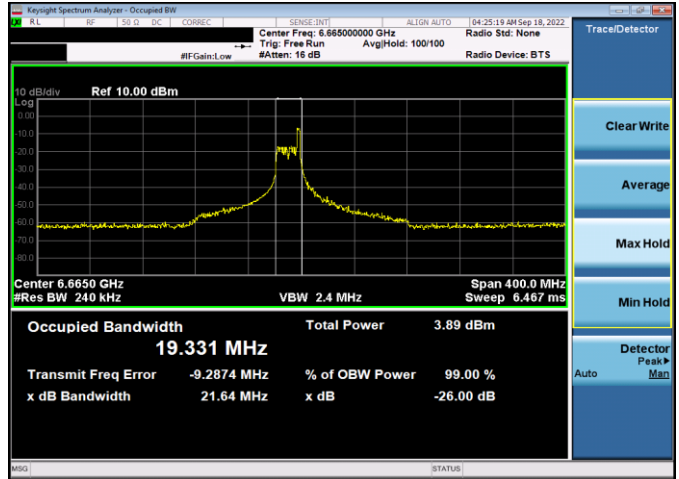 Keysight Spectrum Analyzer - Occupied BW
RL RF 50 Ω DC CORREC SENSE:INT ALIGN AUTO 04:25:19 AM Sep 18, 2022
Center Freq: 6.665000000 GHz Radio Std: None
Trig: Free Run Avg|Hold: 100/100
#IFGain:Low #Atten: 16 dB Radio Device: BTS
Trace/Detector
10 dB/div Ref 10.00 dBm
Log
0.00
-10.0
-20.0
-30.0
-40.0
-50.0
-60.0
-70.0
-80.0
Center 6.6650 GHz Span 400.0 MHz
#Res BW 240 kHz VBW 2.4 MHz Sweep 6.467 ms
Occupied Bandwidth Total Power 3.89 dBm
19.331 MHz
Transmit Freq Error -9.2874 MHz % of OBW Power 99.00 %
x dB Bandwidth 21.64 MHz x dB -26.00 dB
Clear Write
Average
Max Hold
Min Hold
Detector
Peak▶
Auto Man
MSG STATUS